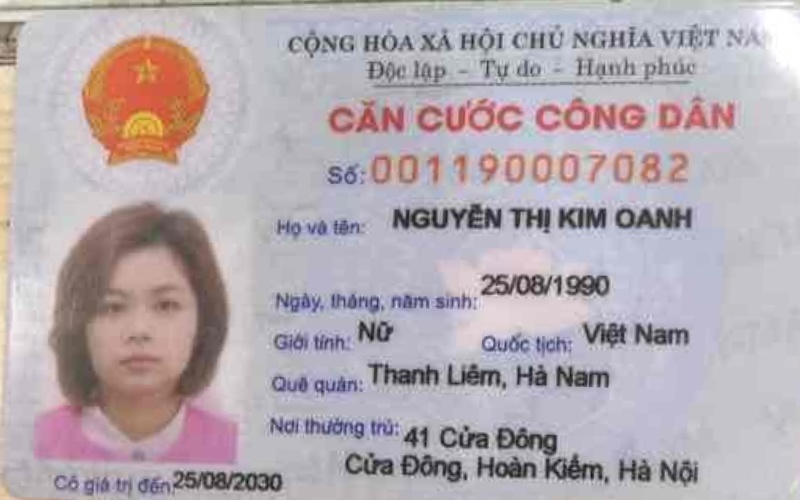 CỘNG HÒA XÃ HỘI CHỦ NGHĨA VIỆT NAM
Độc lập - Tự do - Hạnh phúc
CĂN CƯỚC CÔNG DÂN
Số: 001190007082
Họ và tên: NGUYỄN THỊ KIM OANH
Ngày, tháng, năm sinh: 25/08/1990
Giới tính: Nữ Quốc tịch: Việt Nam
Quê quán: Thanh Liêm, Hà Nam
Nơi thường trú: 41 Cửa Đông
Cửa Đông, Hoàn Kiếm, Hà Nội
Có giá trị đến: 25/08/2030